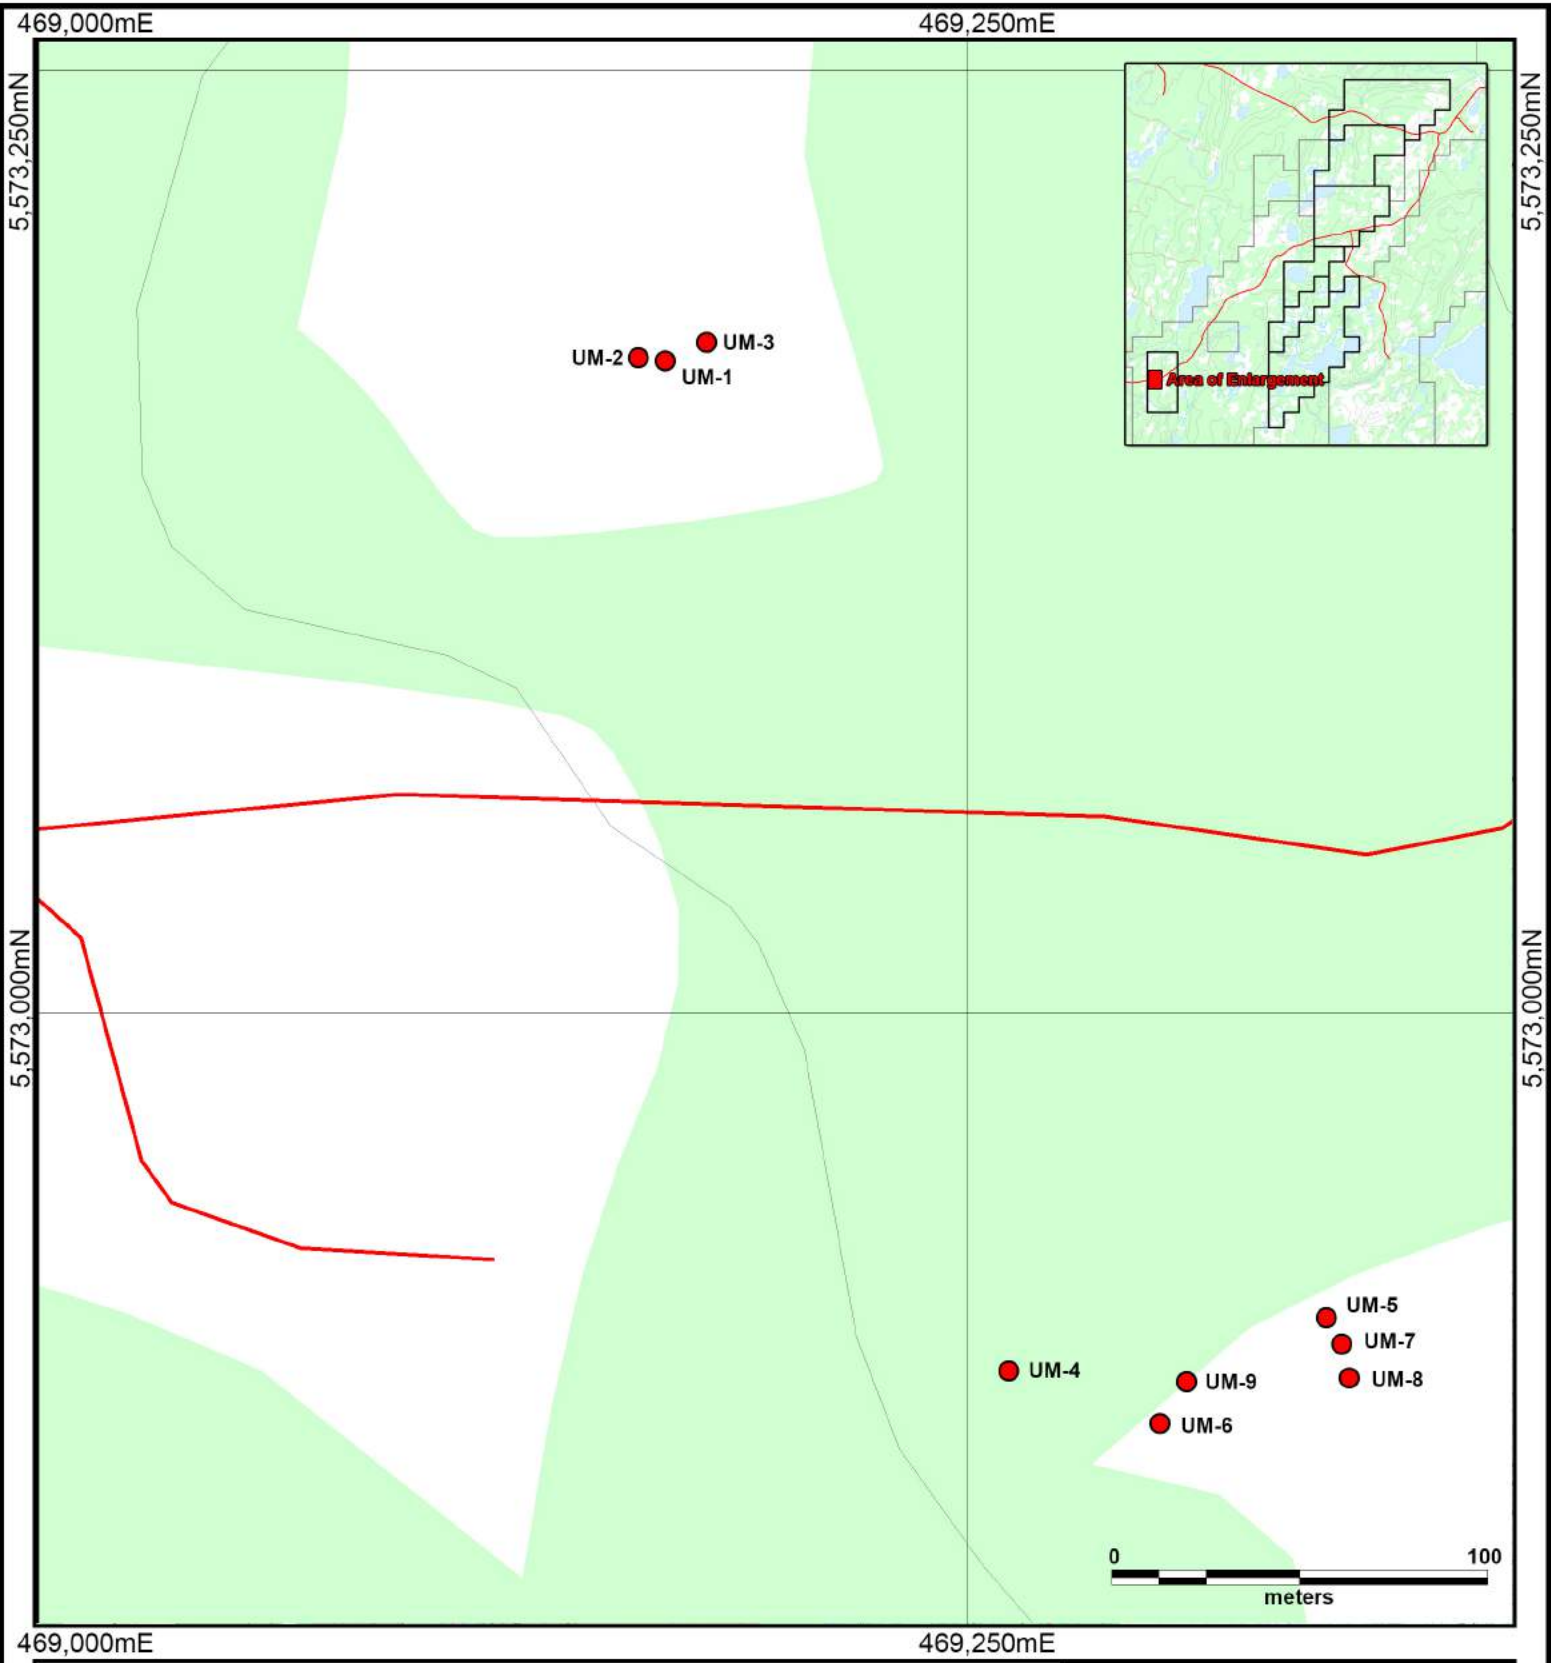 469,000mE
469,250mE
5,573,250mN
5,573,250mN
Area of Enlargement
UM-3
UM-2
UM-1
5,573,000mN
5,573,000mN
UM-5
UM-7
UM-4
UM-8
UM-9
UM-6
0 100
meters
469,000mE
469,250mE